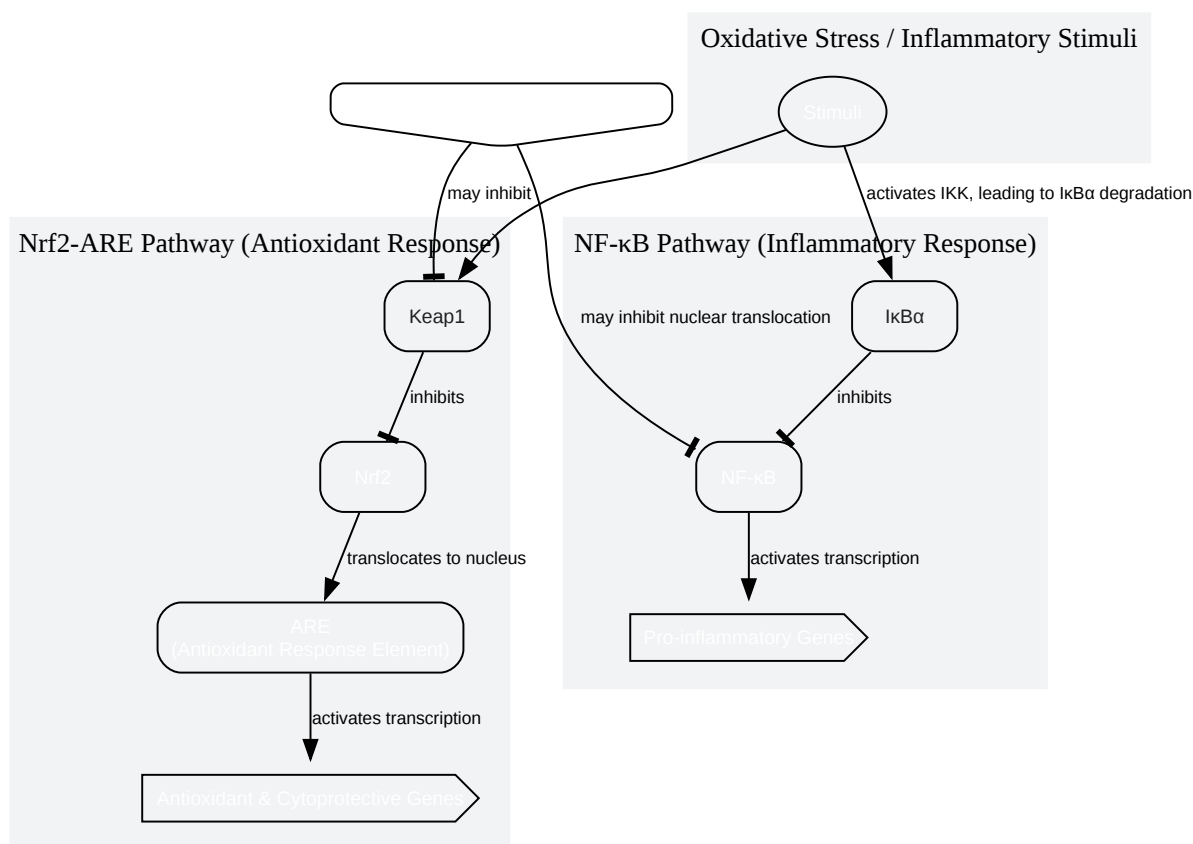 Oxidative Stress / Inflammatory Stimuli
Stimuli
may inhibit
activates IKK, leading to IκBα degradation
Nrf2-ARE Pathway (Antioxidant Response)
NF-κB Pathway (Inflammatory Response)
Keap1
may inhibit nuclear translocation
IκBα
inhibits
inhibits
Nrf2
NF-κB
translocates to nucleus
activates transcription
ARE
(Antioxidant Response Element)
Pro-inflammatory Genes
activates transcription
Antioxidant & Cytoprotective Genes